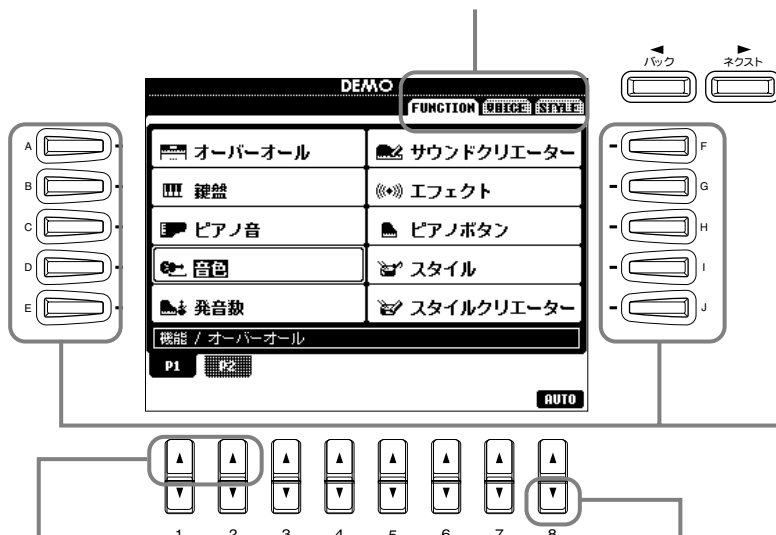 ◀ ▶
バック ネクスト
DEMO
FUNCTION VOICE STYLE
A オーバーオール サウンドクリエーター F
B 鍵盤 エフェクト G
C ピアノ音 ピアノボタン H
D 音色 スタイル I
E 発音数 スタイルクリエーター J
機能 / オーバーオール
P1 P2
AUTO
1 2 3 4 5 6 7 8